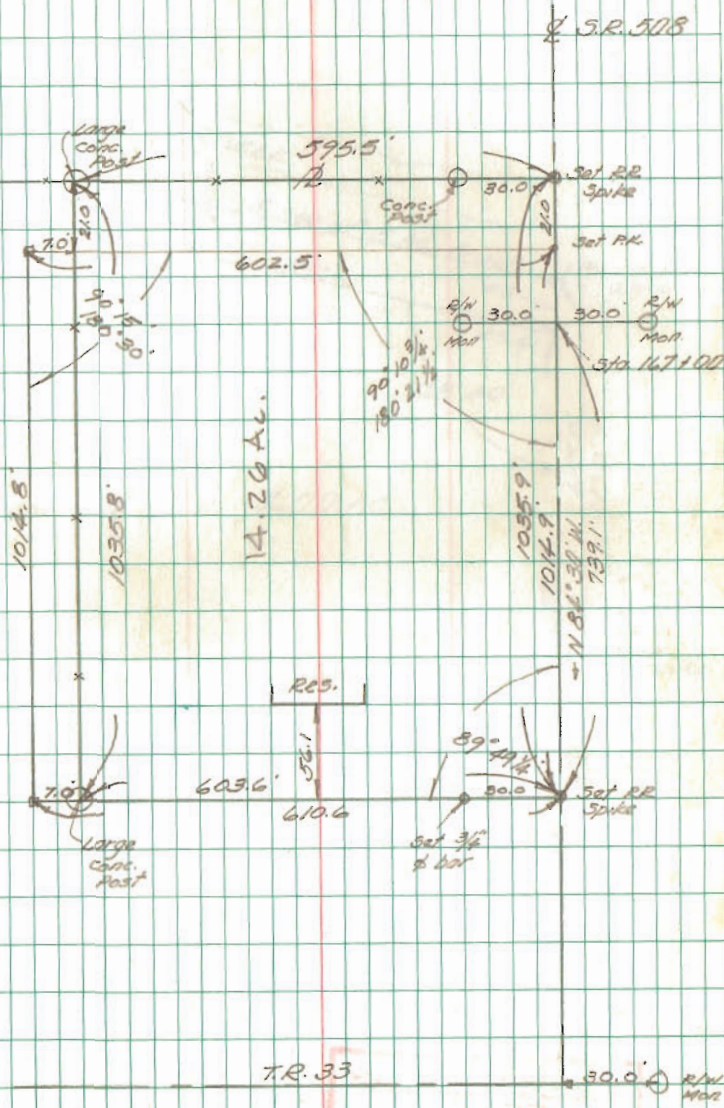 ℄ S.R. 508
Large
conc.
Post
595.5'
30.0'
Set RR
Spike
Conc.
Post
21.0
21.0
7.0'
602.5'
Set P.K.
R/W
Mon
30.0'
30.0'
R/W
Mon.
90° 15'
180° 30'
90° 10 3/4'
180° 21 1/2'
Sta. 167+00
14.26 Ac.
1014.8'
1035.8'
1035.9'
1014.9'
739.1'
Res.
56.1
89°
49 1/4'
7.0'
603.6'
610.6
30.0
Set RR
Spike
Large
conc.
Post
Set 3/4"
ϕ bar
T.R. 33
30.0'
R/W
Mon